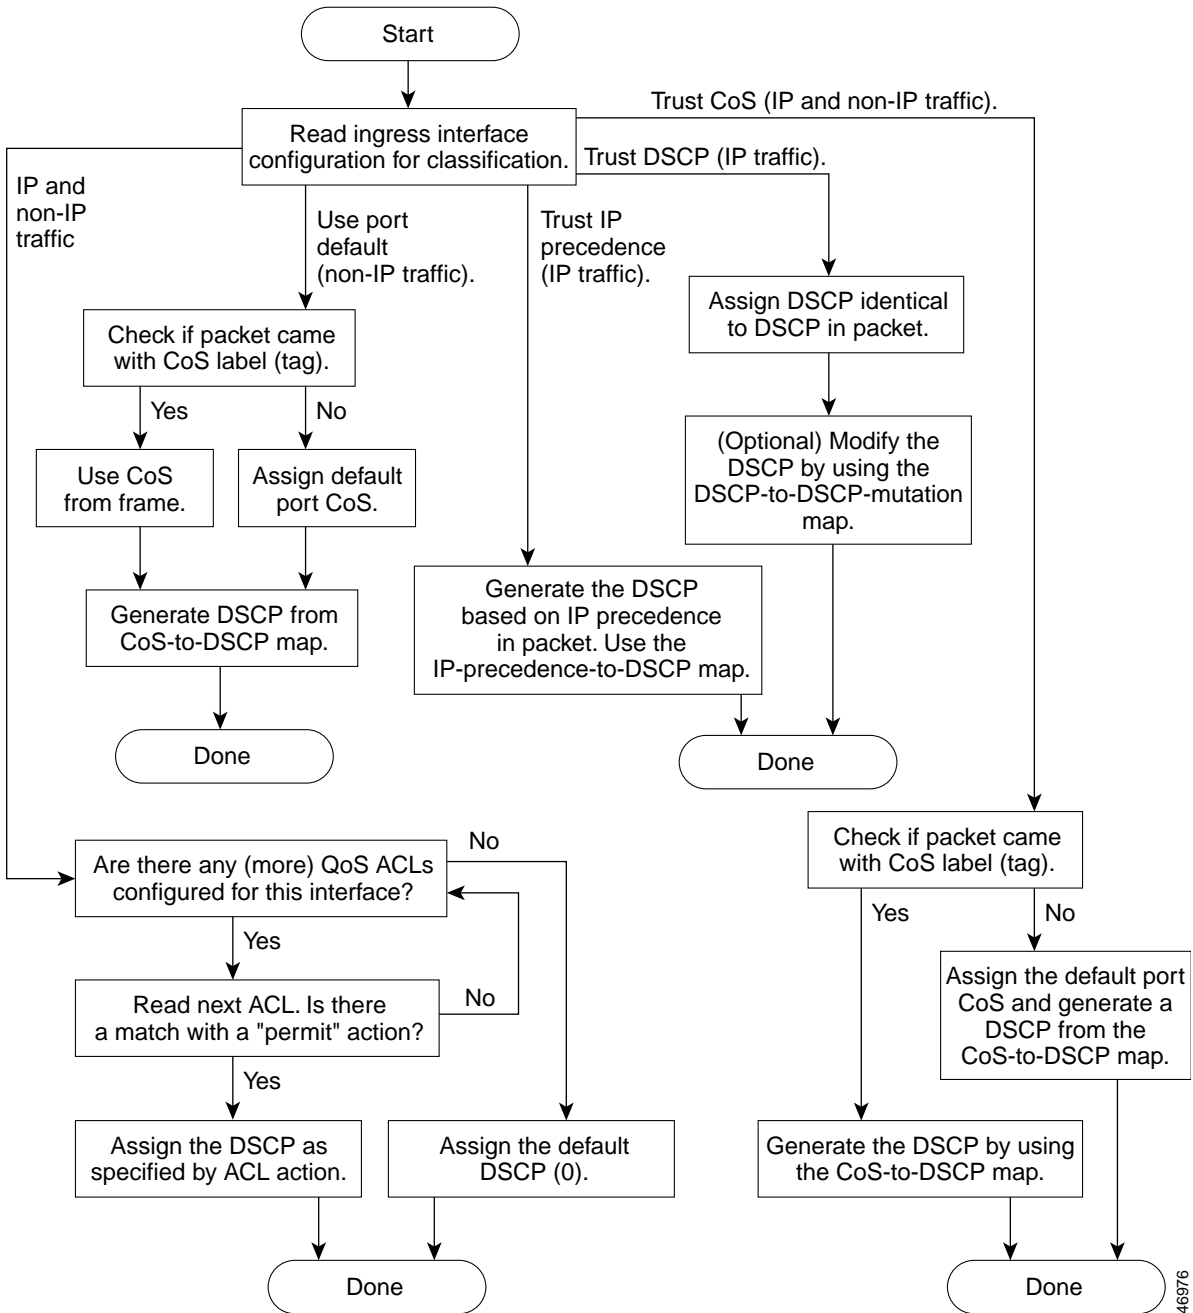 Start
Trust CoS (IP and non-IP traffic).
Read ingress interface
configuration for classification.
Trust DSCP (IP traffic).
IP and
non-IP
traffic
Use port
default
(non-IP traffic).
Trust IP
precedence
(IP traffic).
Assign DSCP identical
to DSCP in packet.
Check if packet came
with CoS label (tag).
Yes
No
(Optional) Modify the
DSCP by using the
DSCP-to-DSCP-mutation
map.
Use CoS
from frame.
Assign default
port CoS.
Generate the DSCP
based on IP precedence
in packet. Use the
IP-precedence-to-DSCP map.
Generate DSCP from
CoS-to-DSCP map.
Done
Done
Check if packet came
with CoS label (tag).
Are there any (more) QoS ACLs
configured for this interface?
No
Yes
Yes
No
Read next ACL. Is there
a match with a "permit" action?
No
Assign the default port
CoS and generate a
DSCP from the
CoS-to-DSCP map.
Yes
Assign the DSCP as
specified by ACL action.
Assign the default
DSCP (0).
Generate the DSCP by using
the CoS-to-DSCP map.
Done
Done
46976